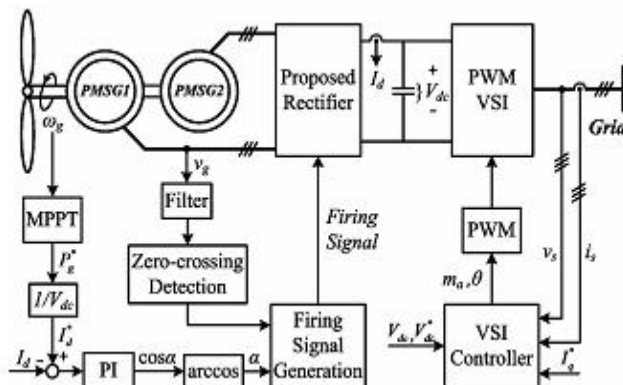 PMSG1
PMSG2
Proposed
Rectifier
I_d
+
} V_dc
-
PWM
VSI
Grid
ω_g
v_g
MPPT
Filter
Firing
Signal
PWM
v_s
i_s
P_g^*
Zero-crossing
Detection
m_a,θ
1/V_dc
I_d^*
Firing
Signal
Generation
V_dc, V_dc^*
VSI
Controller
I_d - +
PI
cosα
arccos
α
I_q^*